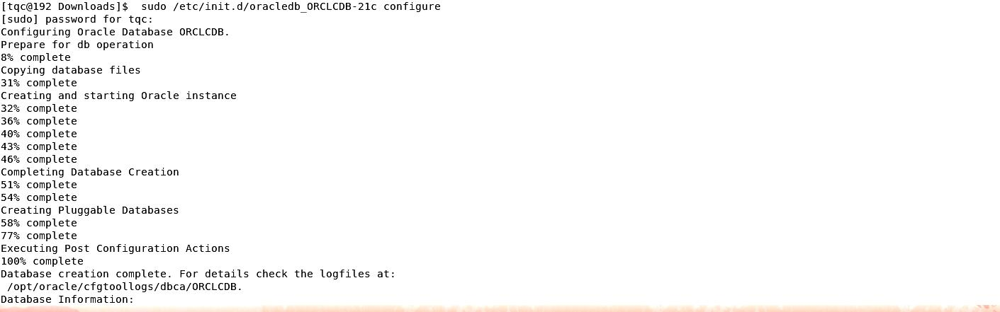 [tqc@192 Downloads]$  sudo /etc/init.d/oracledb_ORCLCDB-21c configure
[sudo] password for tqc:
Configuring Oracle Database ORCLCDB.
Prepare for db operation
8% complete
Copying database files
31% complete
Creating and starting Oracle instance
32% complete
36% complete
40% complete
43% complete
46% complete
Completing Database Creation
51% complete
54% complete
Creating Pluggable Databases
58% complete
77% complete
Executing Post Configuration Actions
100% complete
Database creation complete. For details check the logfiles at:
 /opt/oracle/cfgtoollogs/dbca/ORCLCDB.
Database Information: